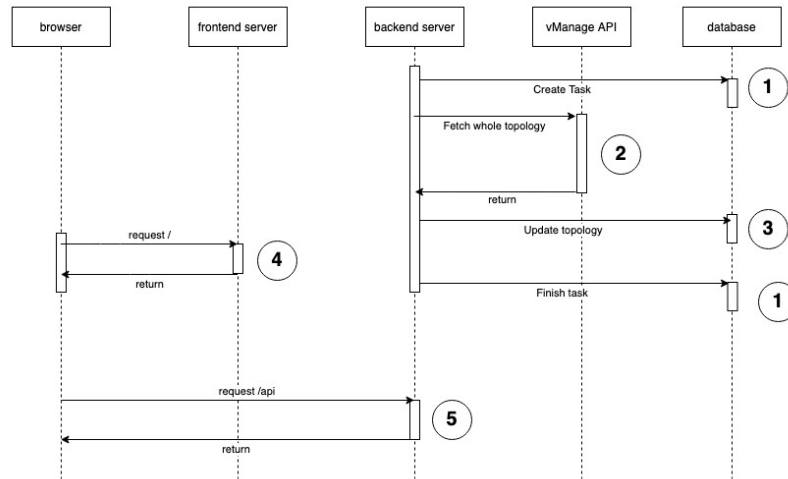 browser
frontend server
backend server
vManage API
database
Create Task
1
Fetch whole topology
2
return
Update topology
3
request /
4
return
Finish task
1
request /api
5
return